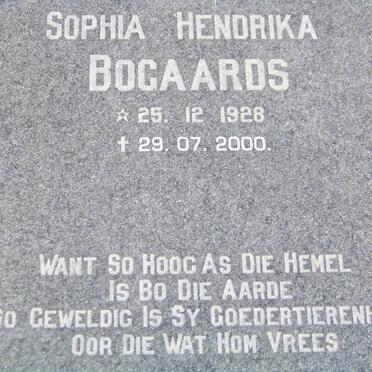 SOPHIA HENDRIKA
BOGAARDS
☆ 25. 12 1928
✝ 29. 07. 2000.
WANT SO HOOG AS DIE HEMEL
IS BO DIE AARDE
SO GEWELDIG IS SY GOEDERTIERENH
OOR DIE WAT HOM VREES